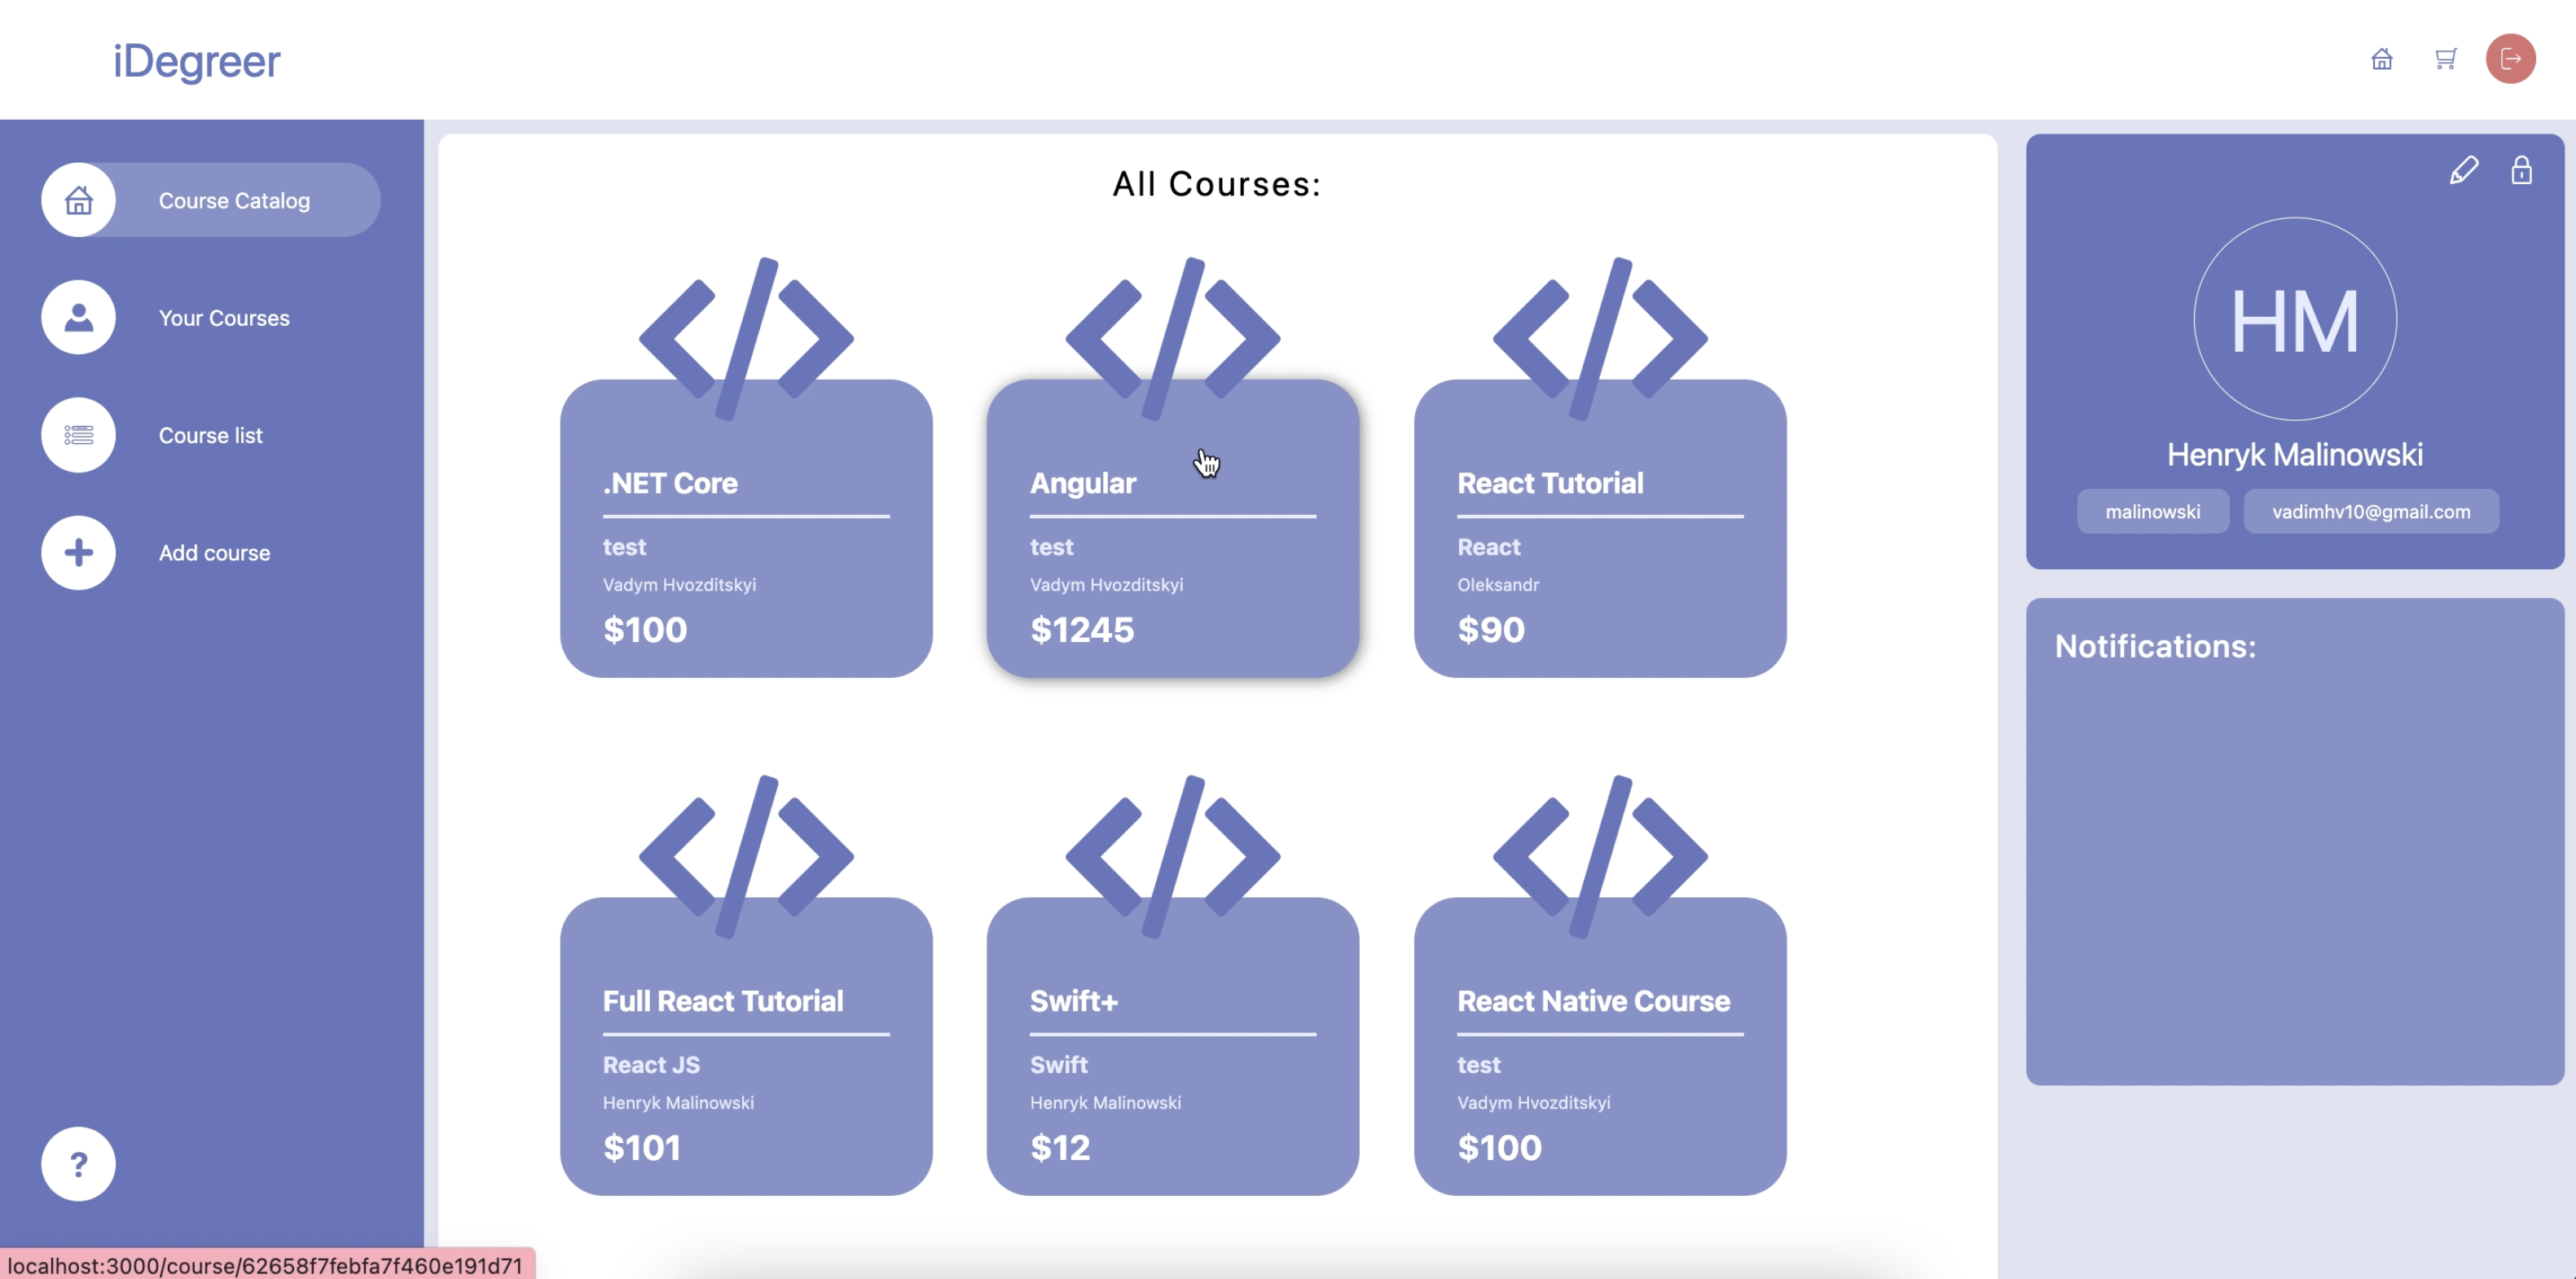 iDegreer
Course Catalog
Your Courses
Course list
Add course
?
All Courses:
.NET Core
test
Vadym Hvozditskyi
$100
Angular
test
Vadym Hvozditskyi
$1245
React Tutorial
React
Oleksandr
$90
Full React Tutorial
React JS
Henryk Malinowski
$101
Swift+
Swift
Henryk Malinowski
$12
React Native Course
test
Vadym Hvozditskyi
$100
HM
Henryk Malinowski
malinowski vadimhv10@gmail.com
Notifications:
localhost:3000/course/62658f7febfa7f460e191d71